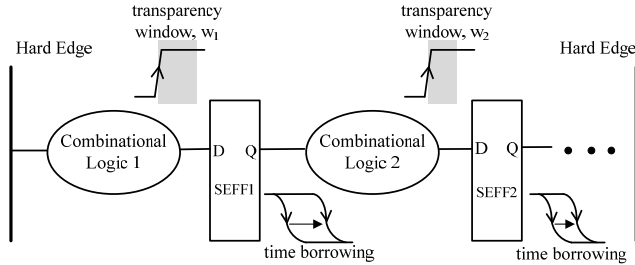 transparency
window, w1
transparency
window, w2
Hard Edge
Hard Edge
Combinational
Logic 1
D Q
SEFF1
Combinational
Logic 2
D Q
SEFF2
time borrowing
time borrowing